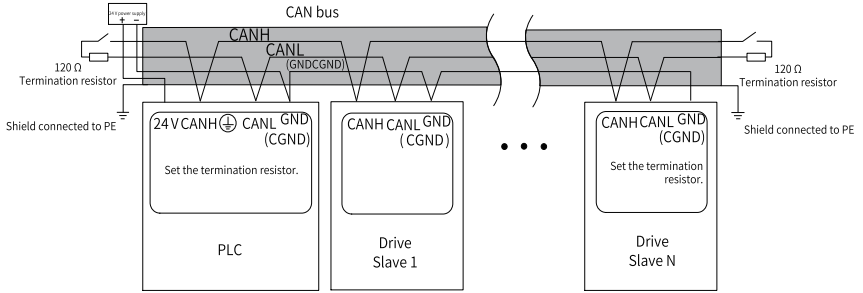 24 V power supply
+ −
CAN bus
CANH
CANL
(GNDCGND)
120 Ω
Termination resistor
120 Ω
Termination resistor
Shield connected to PE
Shield connected to PE
24 V CANH CANL GND
(CGND)
Set the termination resistor.
PLC
CANH CANL GND
(CGND)
Drive
Slave 1
• • •
CANH CANL GND
(CGND)
Set the termination
resistor.
Drive
Slave N